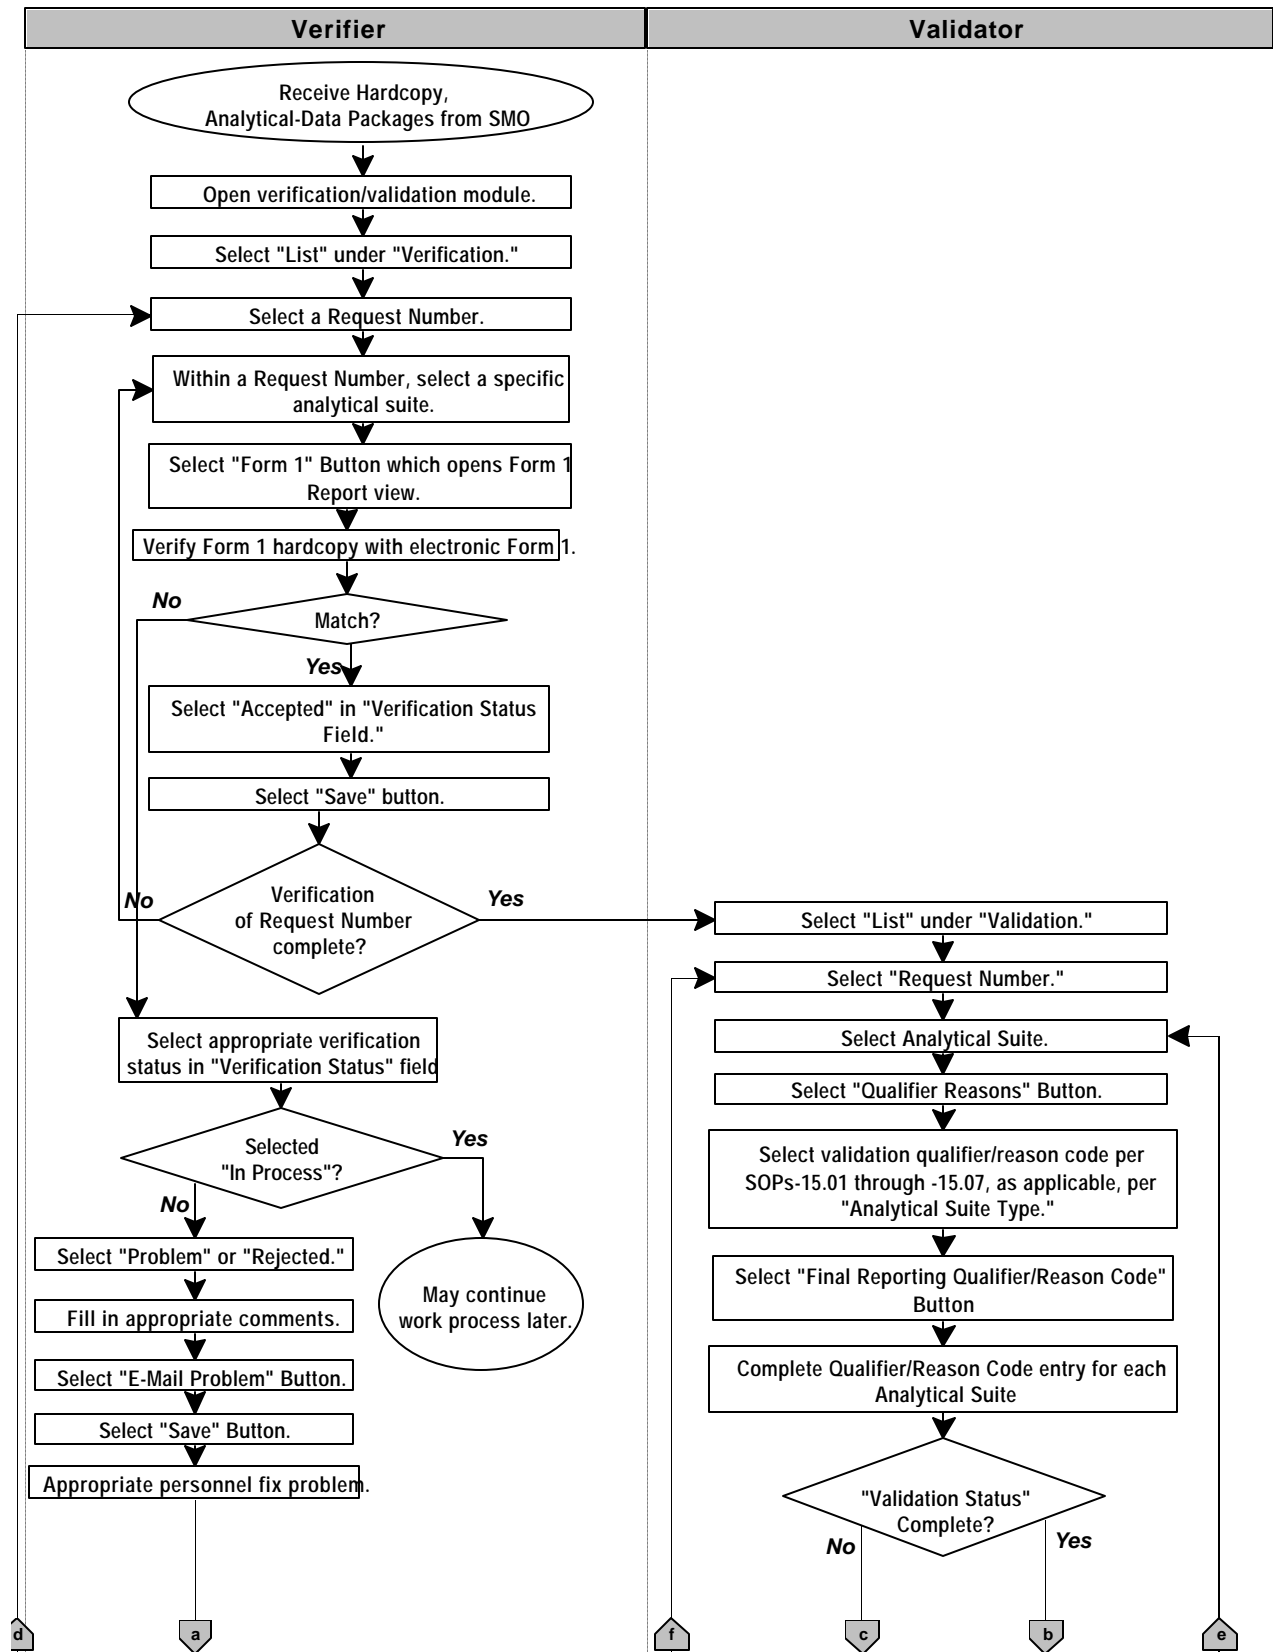 Verifier
Validator
Receive Hardcopy,
Analytical-Data Packages from SMO
Open verification/validation module.
Select "List" under "Verification."
Select a Request Number.
Within a Request Number, select a specific
analytical suite.
Select "Form 1" Button which opens Form 1
Report view.
Verify Form 1 hardcopy with electronic Form 1.
No
Match?
Yes
Select "Accepted" in "Verification Status
Field."
Select "Save" button.
No
Verification
of Request Number
complete?
Yes
Select appropriate verification
status in "Verification Status" field
Selected
"In Process"?
Yes
No
Select "Problem" or "Rejected."
May continue
work process later.
Fill in appropriate comments.
Select "E-Mail Problem" Button.
Select "Save" Button.
Appropriate personnel fix problem.
d
a
Select "List" under "Validation."
Select "Request Number."
Select Analytical Suite.
Select "Qualifier Reasons" Button.
Select validation qualifier/reason code per
SOPs-15.01 through -15.07, as applicable, per
"Analytical Suite Type."
Select "Final Reporting Qualifier/Reason Code"
Button
Complete Qualifier/Reason Code entry for each
Analytical Suite
"Validation Status"
Complete?
No
Yes
f
c
b
e